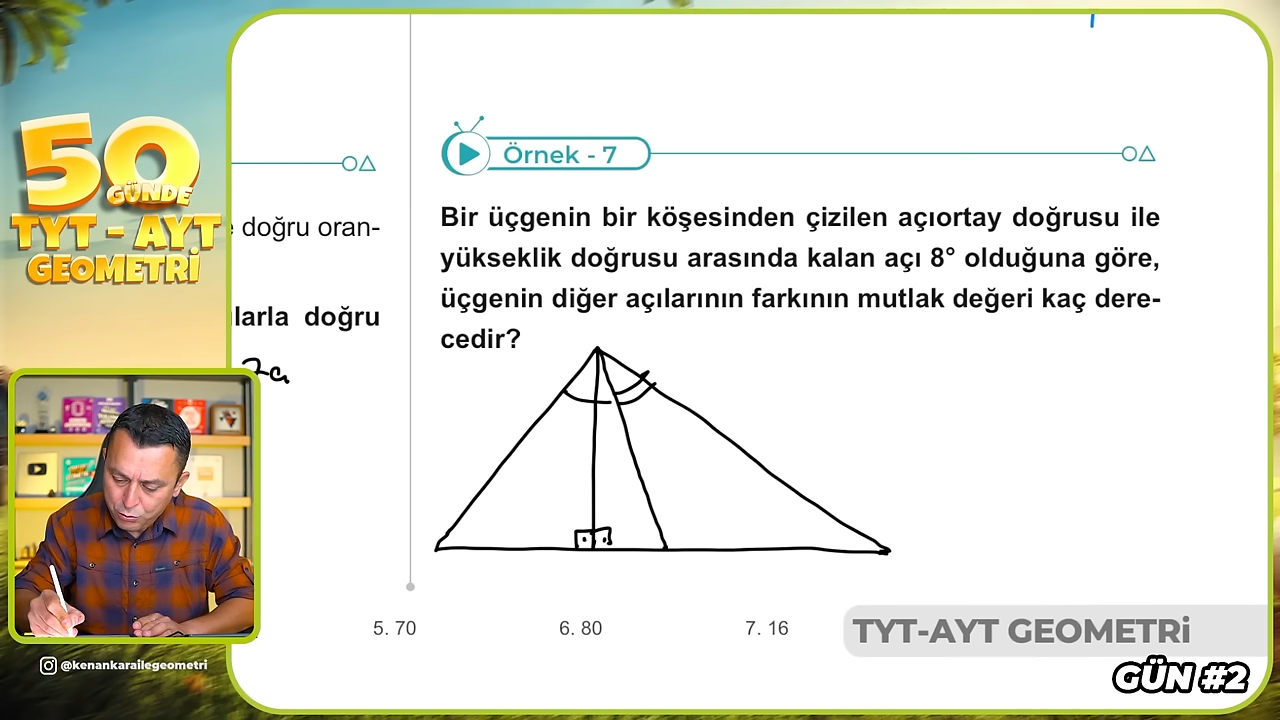 50
GÜNDE
TYT - AYT
GEOMETRİ
e doğru oran-
larla doğru
Örnek - 7
Bir üçgenin bir köşesinden çizilen açıortay doğrusu ile
yükseklik doğrusu arasında kalan açı 8° olduğuna göre,
üçgenin diğer açılarının farkının mutlak değeri kaç dere-
cedir?
5. 70
6. 80
7. 16
TYT-AYT GEOMETRİ
GÜN #2
@kenankarailegeometri